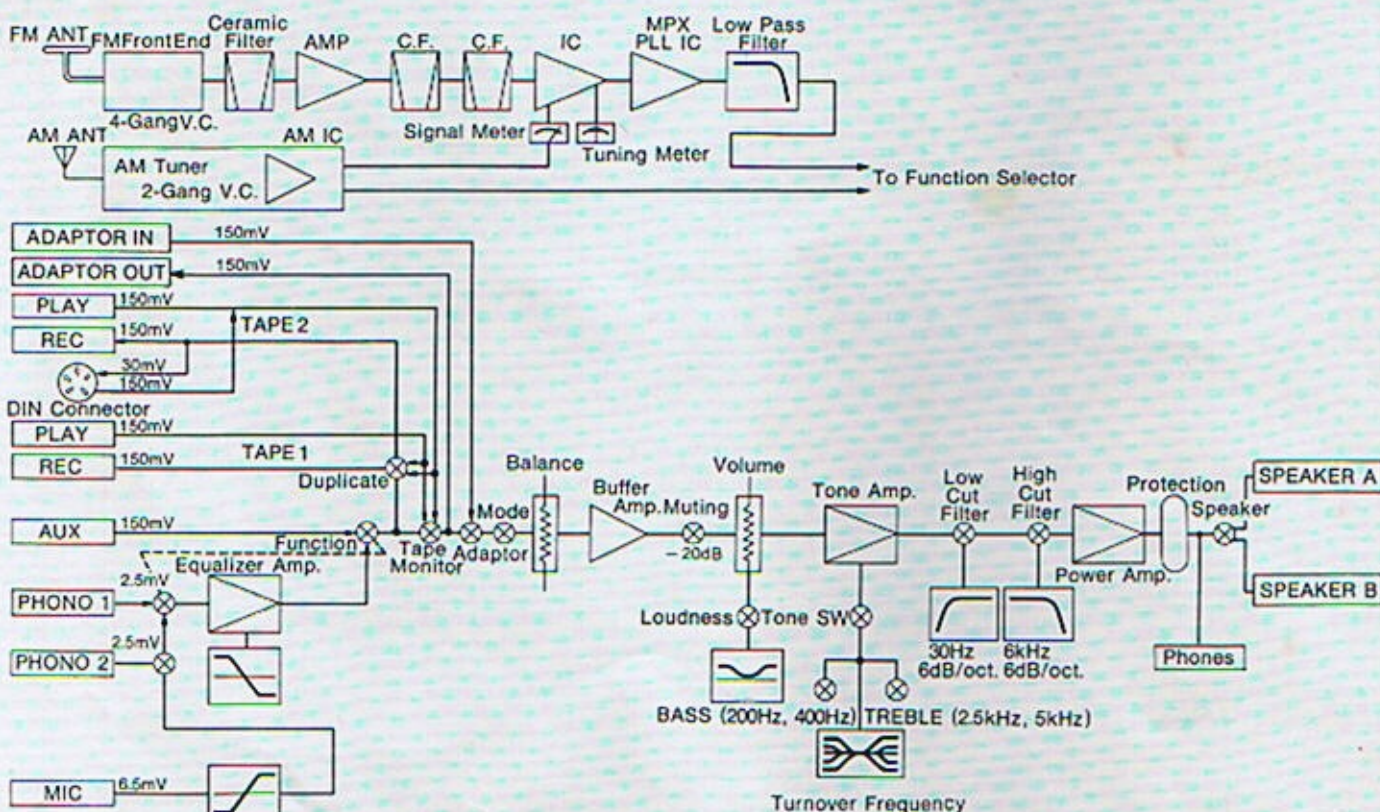 FM ANT
FMFrontEnd
4-GangV.C.
Ceramic
Filter
AMP
C.F.
C.F.
IC
MPX
PLL IC
Low Pass
Filter
Signal Meter
Tuning Meter
AM ANT
AM IC
AM Tuner
2-Gang V.C.
To Function Selector
ADAPTOR IN
150mV
ADAPTOR OUT
150mV
PLAY
150mV
TAPE2
REC
150mV
30mV
150mV
DIN Connector
PLAY
150mV
TAPE1
REC
150mV
Duplicate
AUX
150mV
Function
Tape
Monitor
Mode
Adaptor
Balance
Buffer
Amp.
Muting
-20dB
Volume
Tone Amp.
Low
Cut
Filter
High
Cut
Filter
Power Amp.
Protection
Speaker
SPEAKER A
SPEAKER B
Phones
Equalizer Amp.
2.5mV
PHONO 1
2.5mV
PHONO 2
MIC
6.5mV
Loudness
Tone SW
30Hz
6dB/oct.
6kHz
6dB/oct.
BASS (200Hz, 400Hz)
TREBLE (2.5kHz, 5kHz)
Turnover Frequency